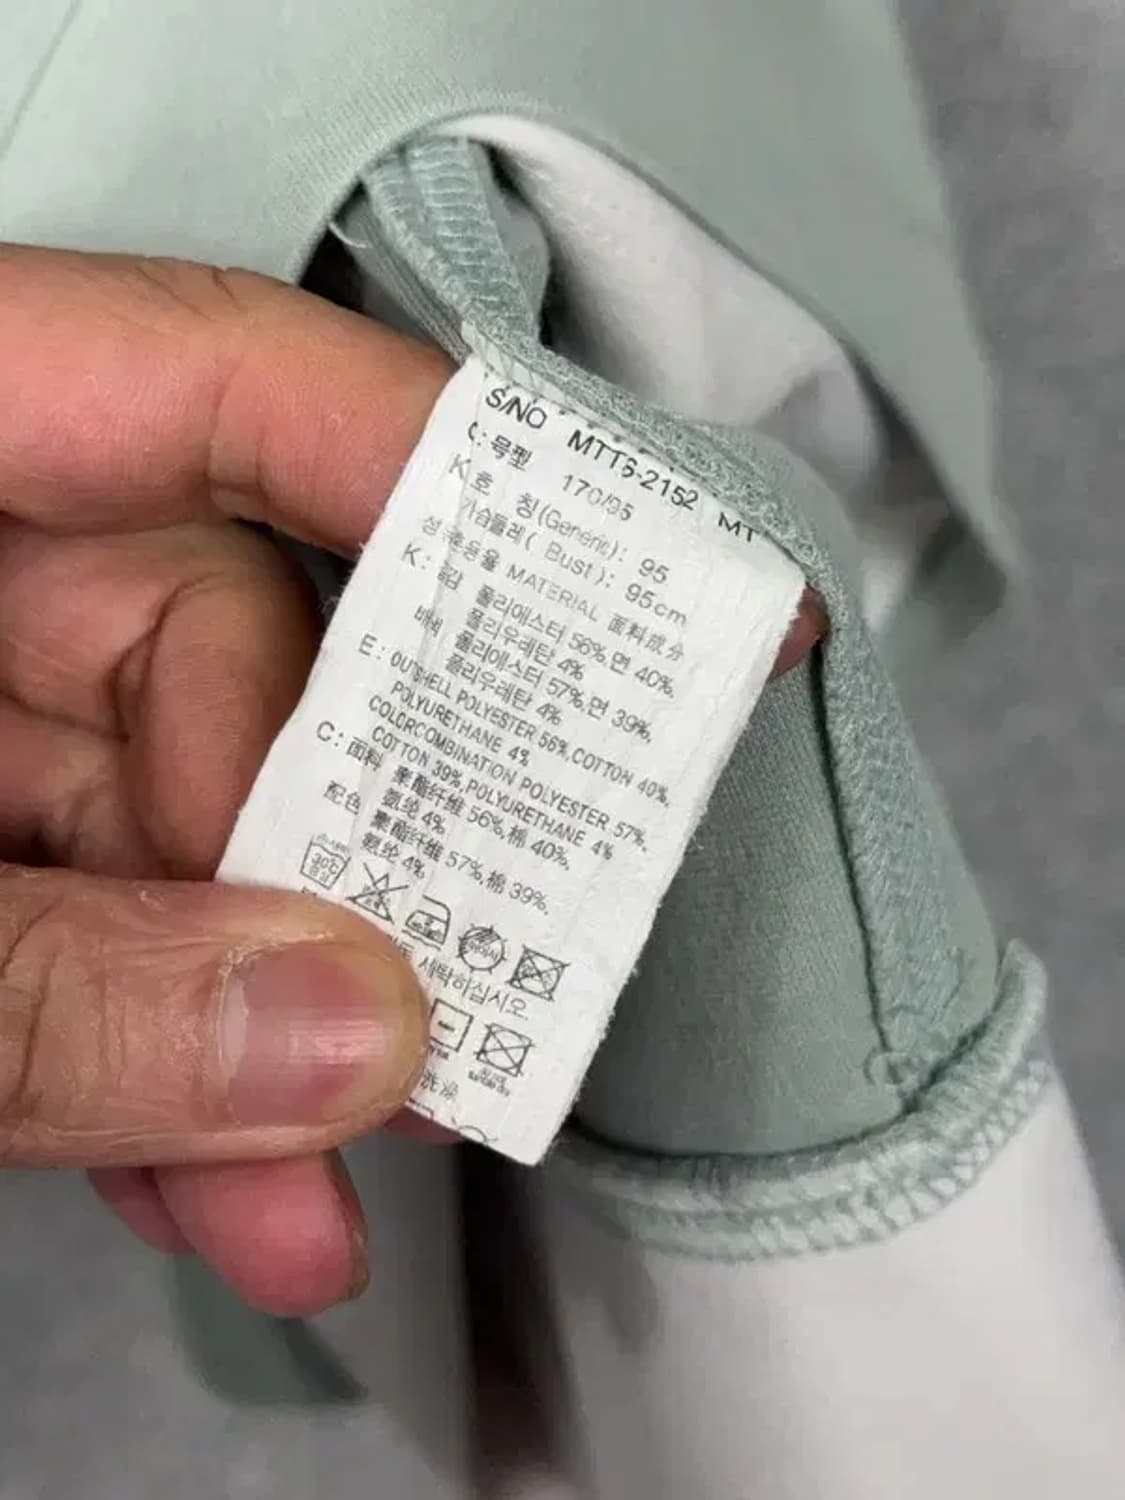 S/NO MTT6-2152 MT
C: 号型 170/95
K 호 칭(Generic): 95
가슴둘레( Bust ): 95cm
성 혼용율 MATERIAL 面料成分
K: 겉감 폴리에스터 56%,면 40%,
폴리우레탄 4%
배색 폴리에스터 57%,면 39%,
폴리우레탄 4%
E: OUTSHELL POLYESTER 56%,COTTON 40%,
POLYURETHANE 4%
COLORCOMBINATION POLYESTER 57%,
COTTON 39%,POLYURETHANE 4%
C: 面料 聚酯纤维 56%,棉 40%,
氨纶 4%
配色 聚酯纤维 57%,棉 39%,
氨纶 4%
30℃
세탁하십시오.
洗涤